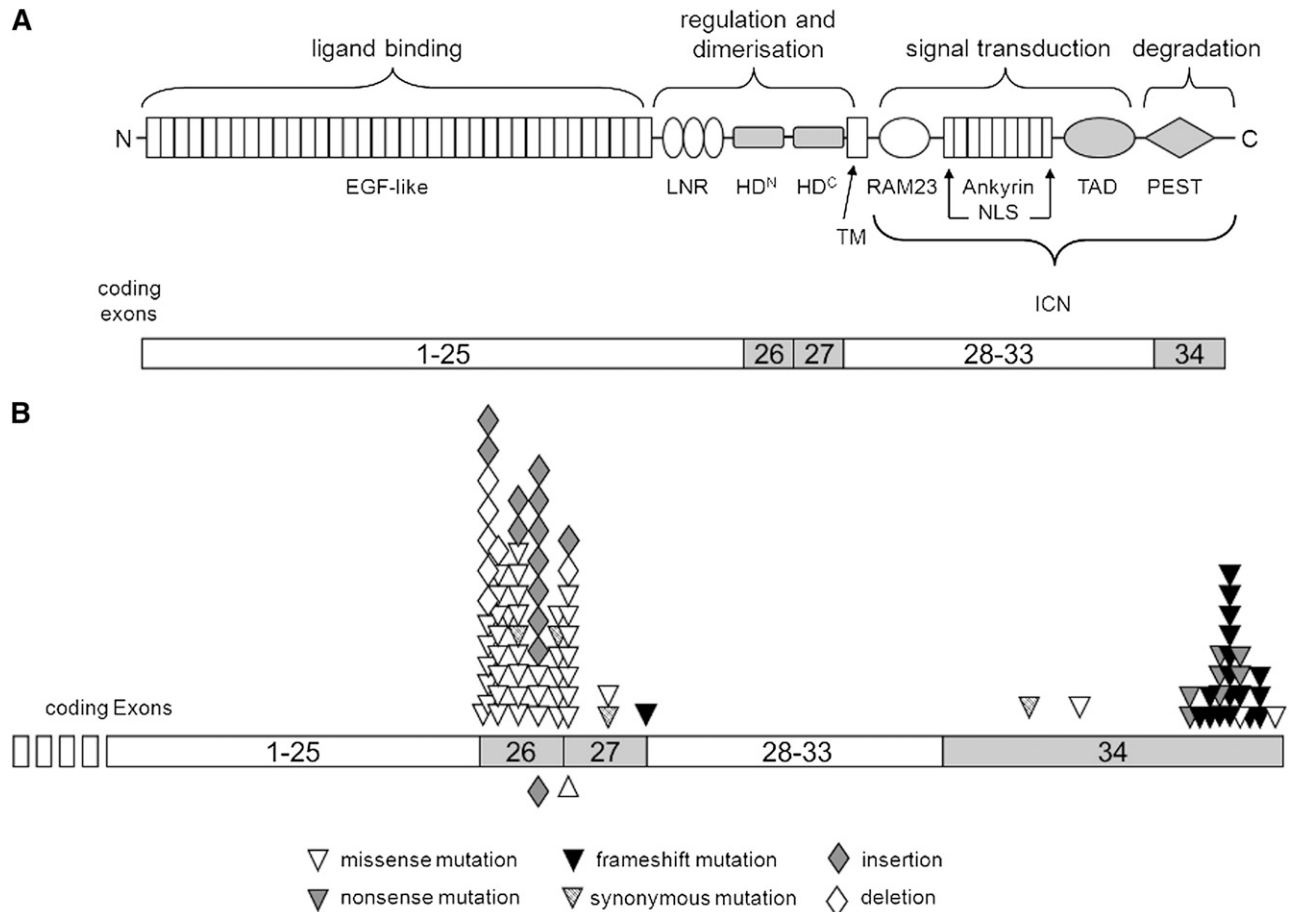 A
ligand binding
regulation and
dimerisation
signal transduction
degradation
N
C
EGF-like
LNR
HDᴺ
HDᶜ
TM
RAM23
Ankyrin
NLS
TAD
PEST
ICN
coding
exons
1-25
26
27
28-33
34
B
coding Exons
1-25
26
27
28-33
34
missense mutation
frameshift mutation
insertion
nonsense mutation
synonymous mutation
deletion